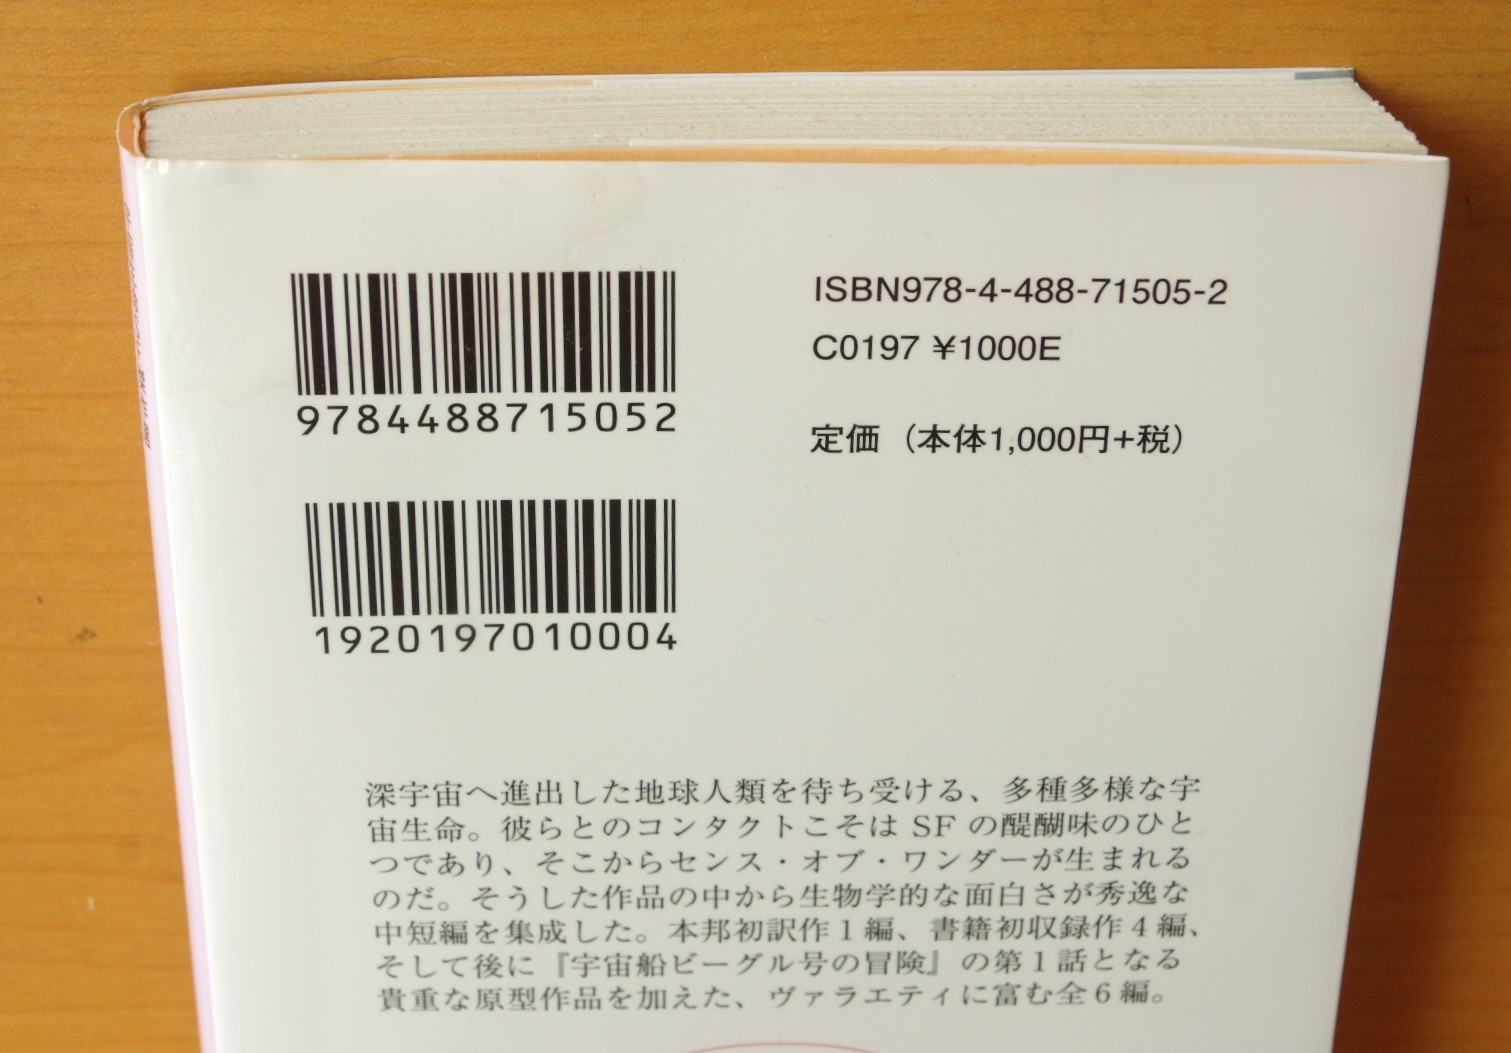 9784488715052
1920197010004
ISBN978-4-488-71505-2
C0197 ¥1000E
定価（本体1,000円+税）
深宇宙へ進出した地球人類を待ち受ける、多種多様な宇
宙生命。彼らとのコンタクトこそは SF の醍醐味のひと
つであり、そこからセンス・オブ・ワンダーが生まれる
のだ。そうした作品の中から生物学的な面白さが秀逸な
中短編を集成した。本邦初訳作1編、書籍初収録作4編、
そして後に『宇宙船ビーグル号の冒険』の第1話となる
貴重な原型作品を加えた、ヴァラエティに富む全6編。